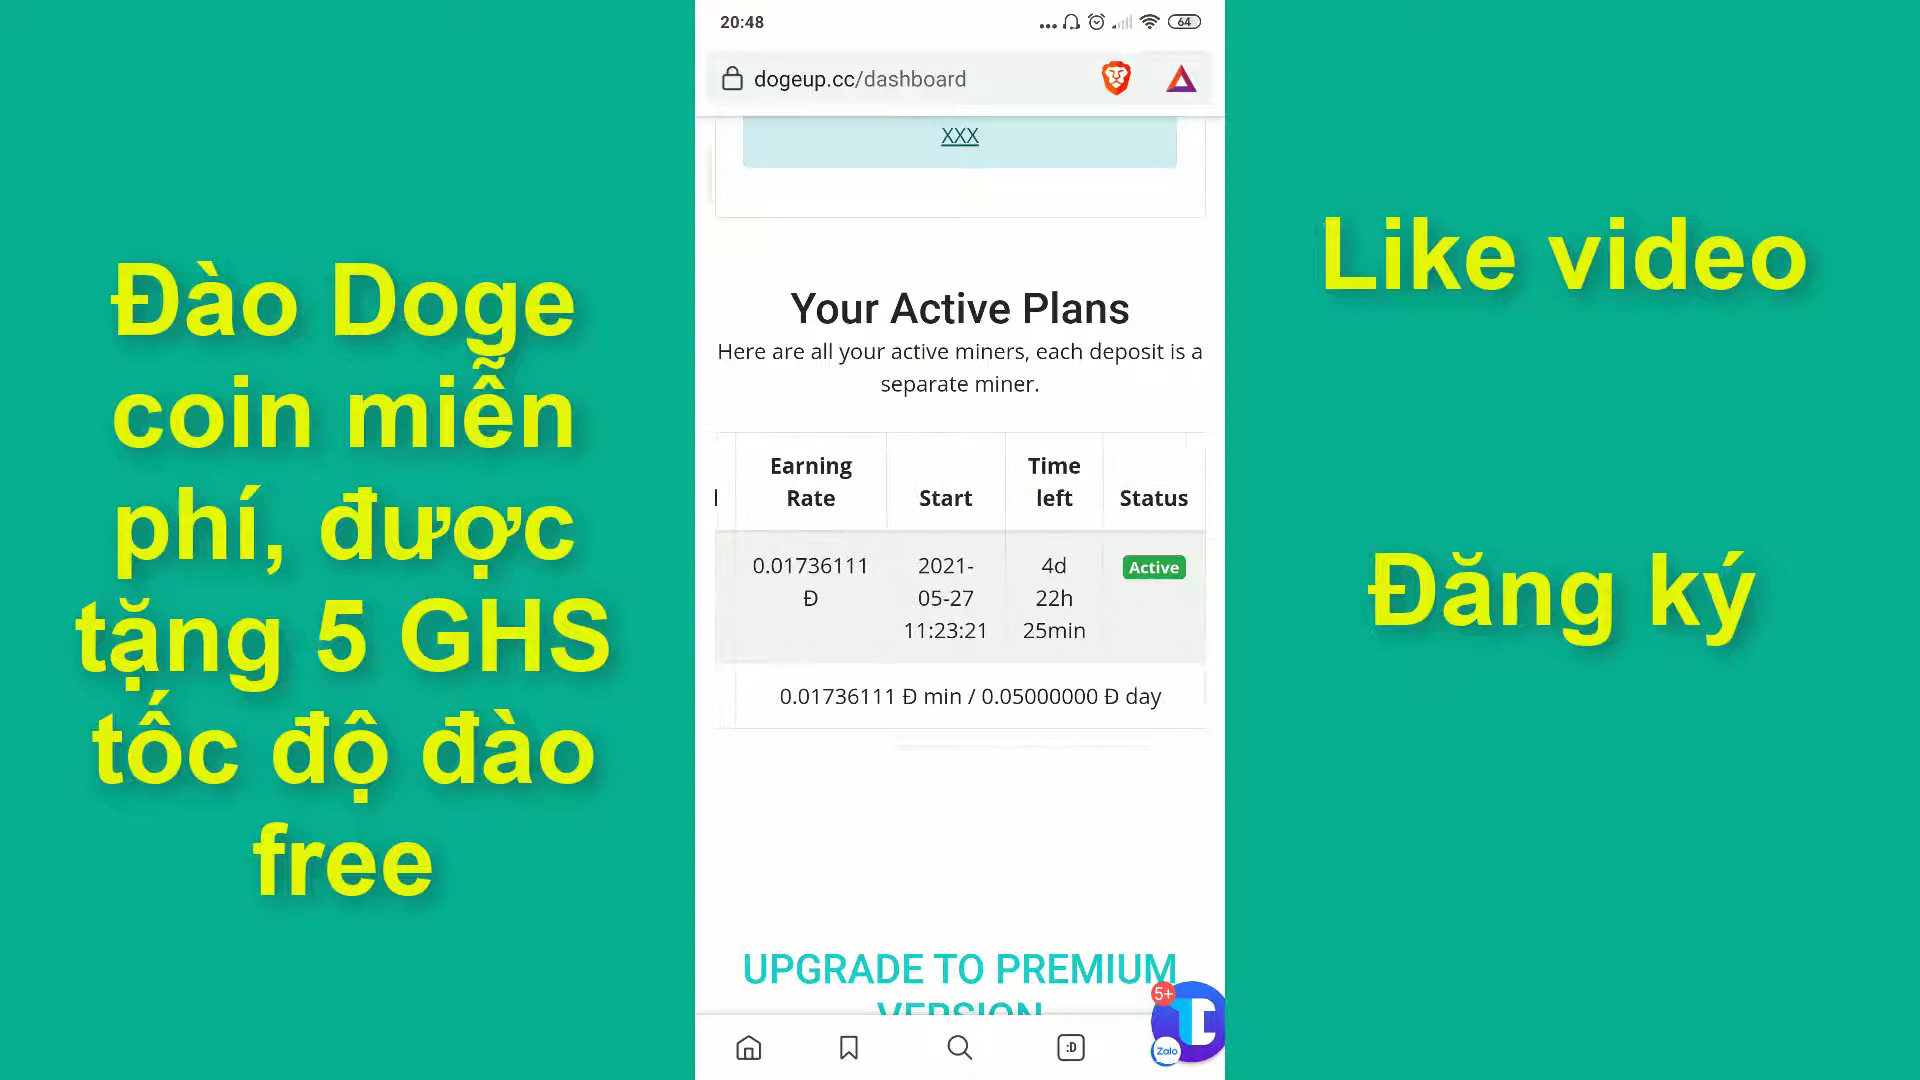 Đào Doge
coin miễn
phí, được
tặng 5 GHS
tốc độ đào
free
20:48
64
dogeup.cc/dashboard
XXX
Your Active Plans
Here are all your active miners, each deposit is a
separate miner.
Earning
Rate
Start
Time
left
Status
0.01736111
Đ
2021-
05-27
11:23:21
4d
22h
25min
Active
0.01736111 Đ min / 0.05000000 Đ day
UPGRADE TO PREMIUM
VERSION
5+
Zalo
:D
Like video
Đăng ký